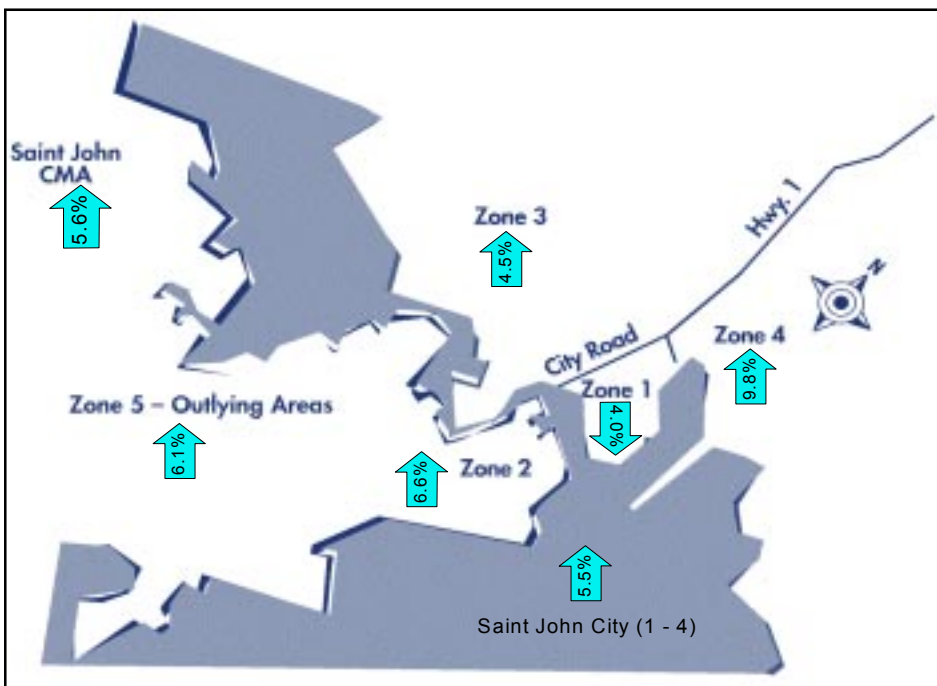 Saint John
CMA
5.6%
Zone 3
4.5%
Hwy. 1
N
City Road
Zone 4
9.8%
Zone 1
4.0%
Zone 5 – Outlying Areas
6.1%
Zone 2
6.6%
5.5%
Saint John City (1 - 4)